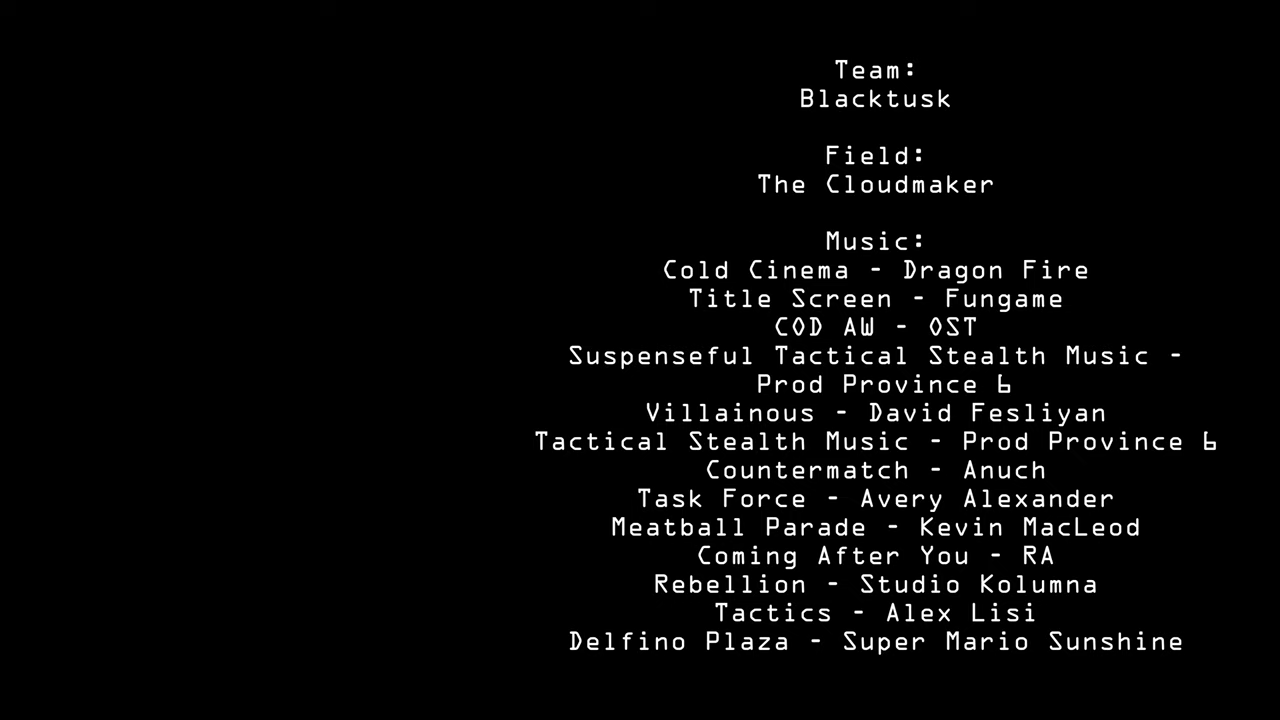 Team:
Blacktusk
Field:
The Cloudmaker
Music:
Cold Cinema - Dragon Fire
Title Screen - Fungame
COD AW - OST
Suspenseful Tactical Stealth Music -
Prod Province 6
Villainous - David Fesliyan
Tactical Stealth Music - Prod Province 6
Countermatch - Anuch
Task Force - Avery Alexander
Meatball Parade - Kevin MacLeod
Coming After You - RA
Rebellion - Studio Kolumna
Tactics - Alex Lisi
Delfino Plaza - Super Mario Sunshine